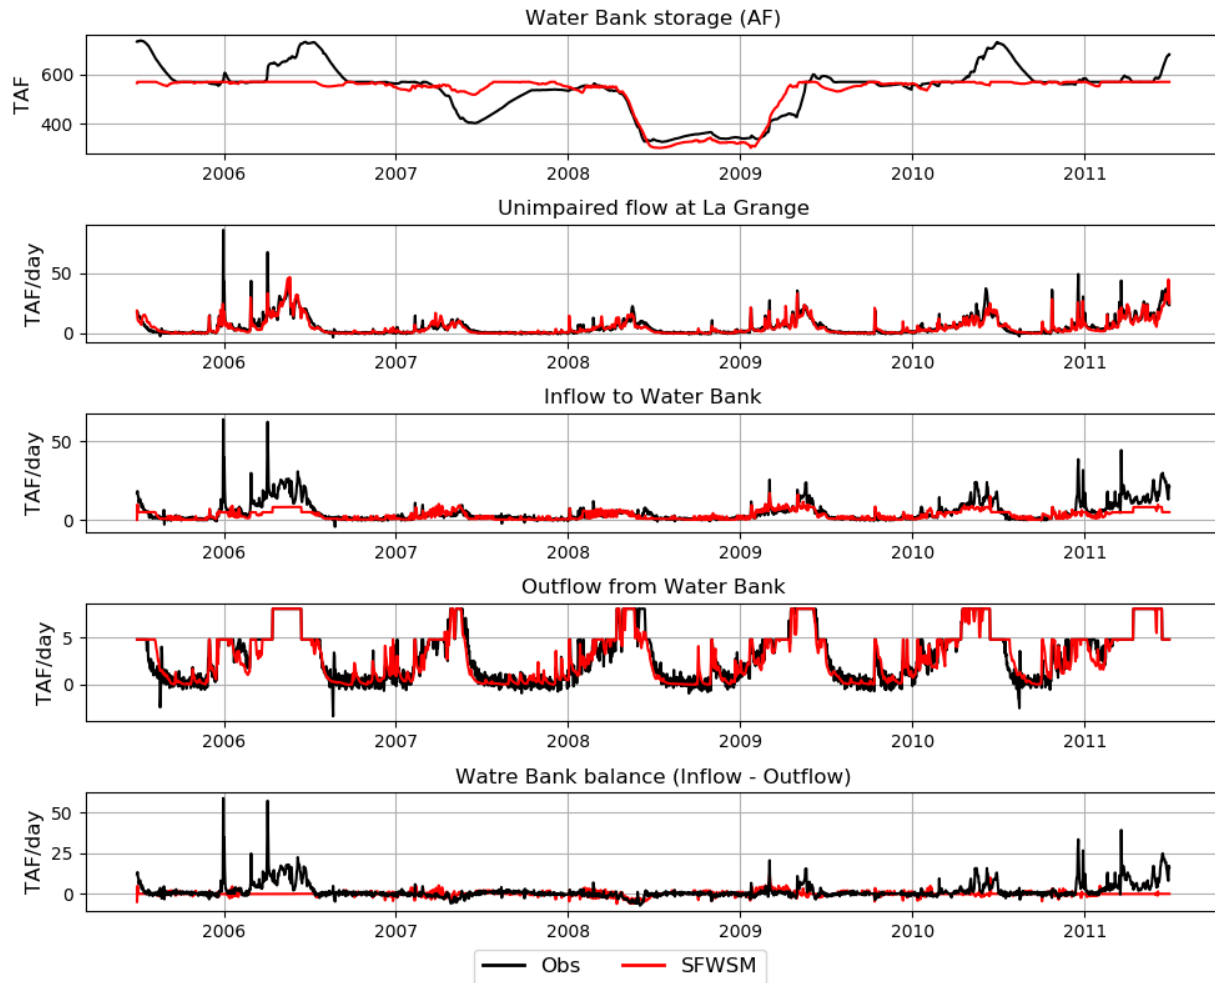 Water Bank storage (AF)
TAF
600
400
2006 2007 2008 2009 2010 2011
Unimpaired flow at La Grange
TAF/day
50
0
2006 2007 2008 2009 2010 2011
Inflow to Water Bank
TAF/day
50
0
2006 2007 2008 2009 2010 2011
Outflow from Water Bank
TAF/day
5
0
2006 2007 2008 2009 2010 2011
Watre Bank balance (Inflow - Outflow)
TAF/day
50
25
0
2006 2007 2008 2009 2010 2011
Obs SFWSM